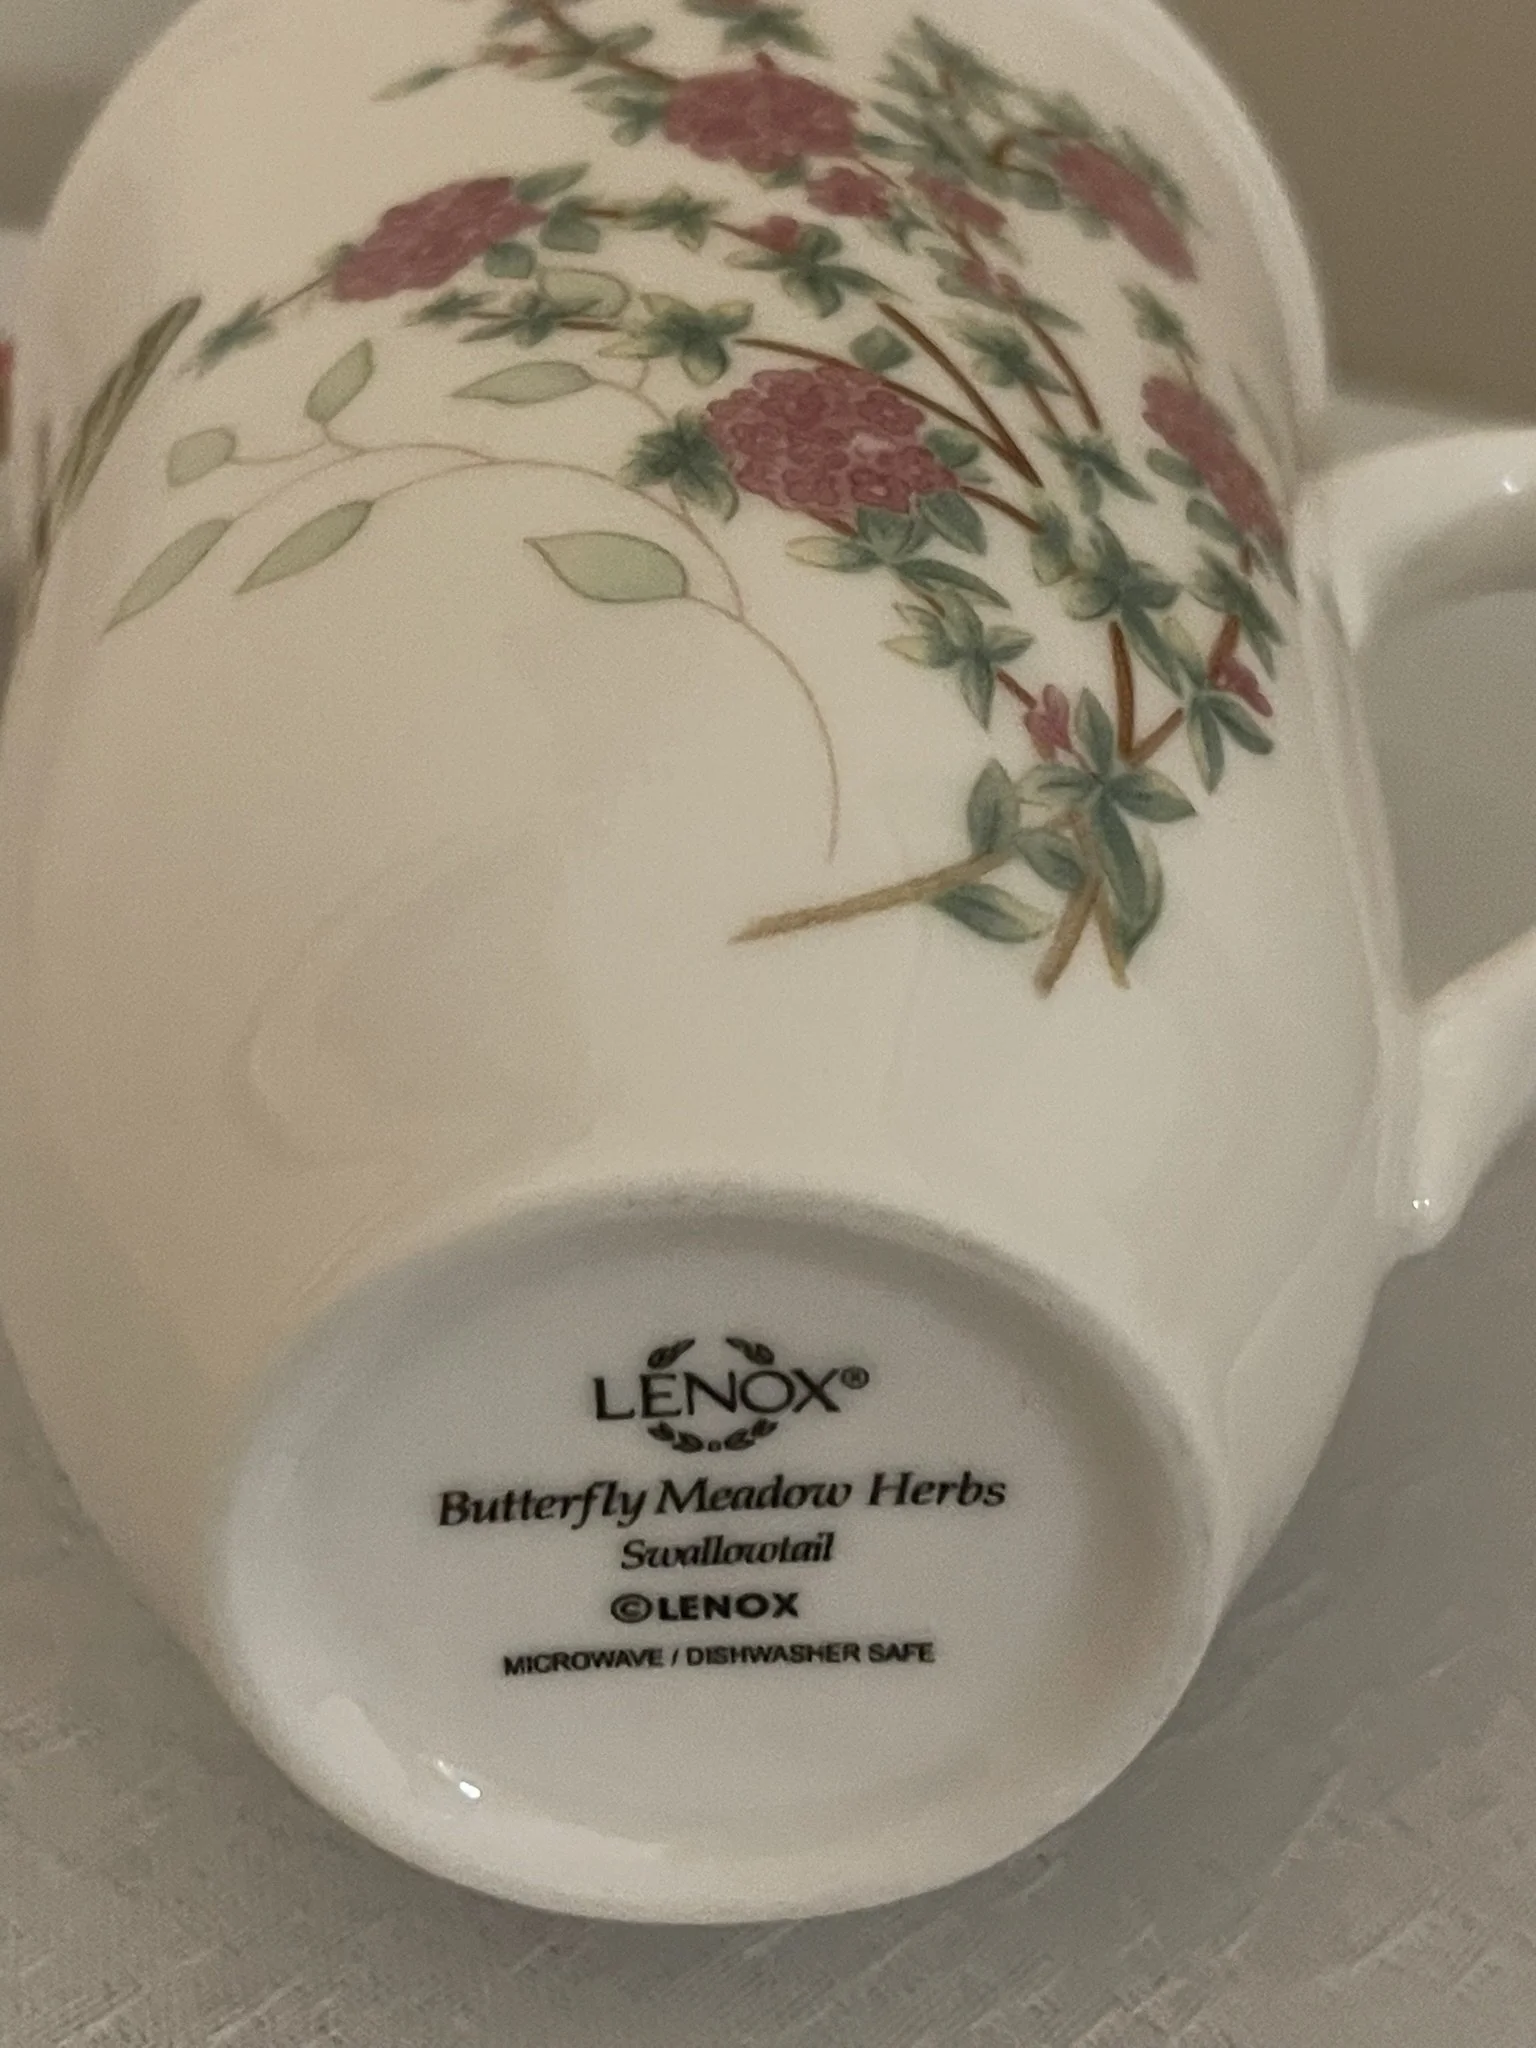 LENOX®
Butterfly Meadow Herbs
Swallowtail
©LENOX
MICROWAVE / DISHWASHER SAFE